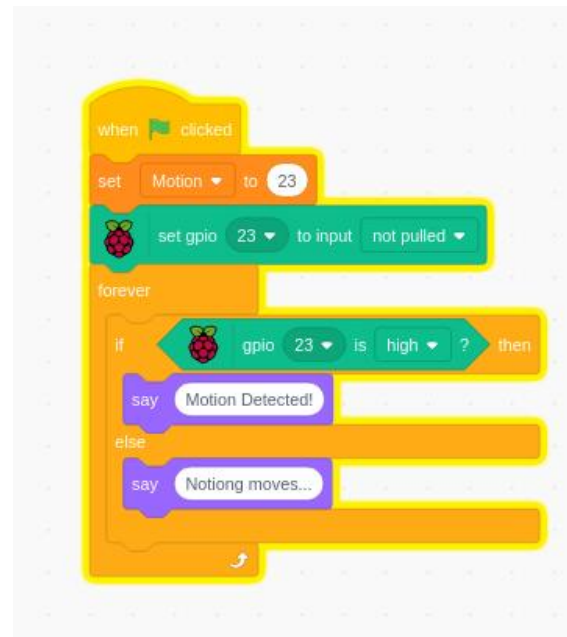 when clicked
set Motion to 23
set gpio 23 to input not pulled
forever
if gpio 23 is high ? then
say Motion Detected!
else
say Notiong moves...